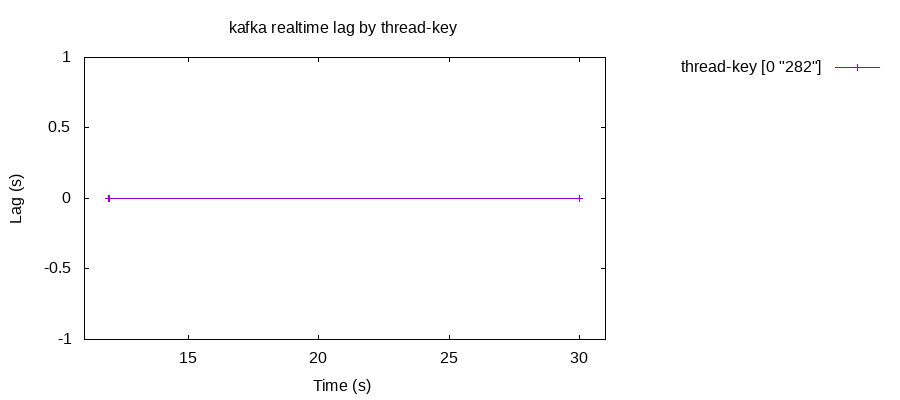 kafka realtime lag by thread-key
thread-key [0 "282"]
1
0.5
0
-0.5
-1
Lag (s)
15 20 25 30
Time (s)